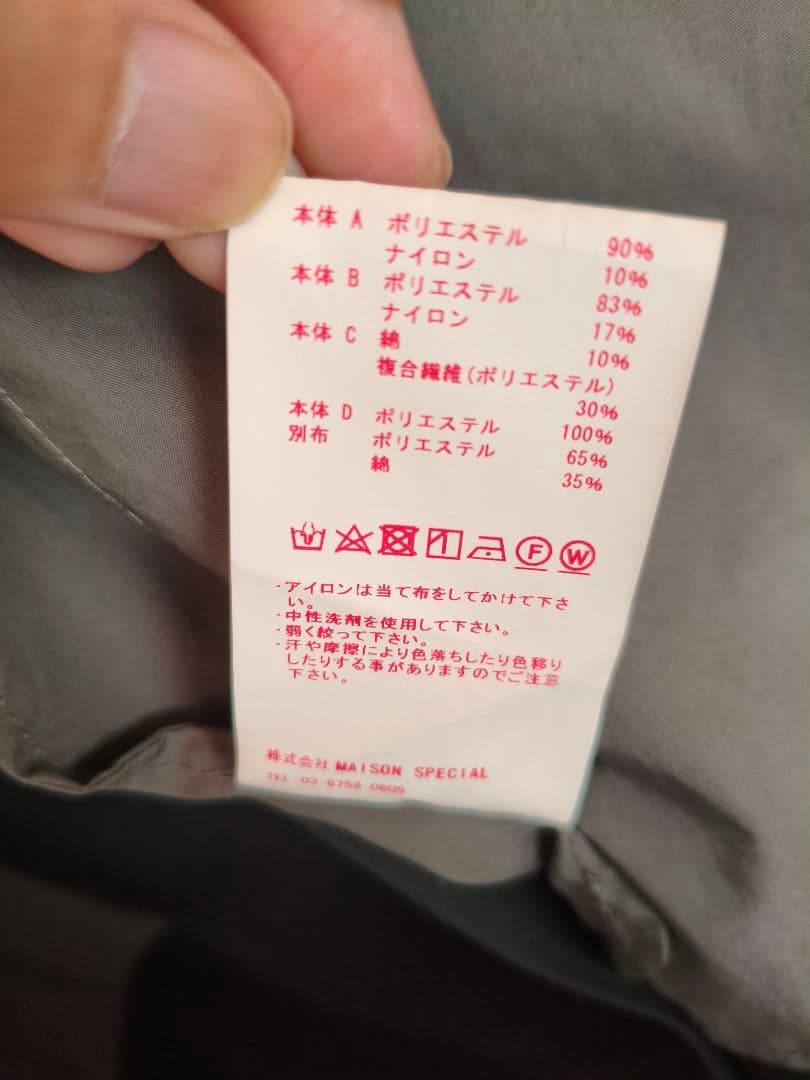 本体 A ポリエステル 90%
ナイロン 10%
本体 B ポリエステル 83%
ナイロン 17%
本体 C 綿 10%
複合繊維(ポリエステル)
30%
本体 D ポリエステル 100%
別布 ポリエステル 65%
綿 35%
F W
・アイロンは当て布をしてかけて下さ
い。
・中性洗剤を使用して下さい。
・弱く絞って下さい。
・汗や摩擦により色落ちしたり色移り
したりする事がありますのでご注意
下さい。
株式会社 MAISON SPECIAL
TEL 03-6758-0605